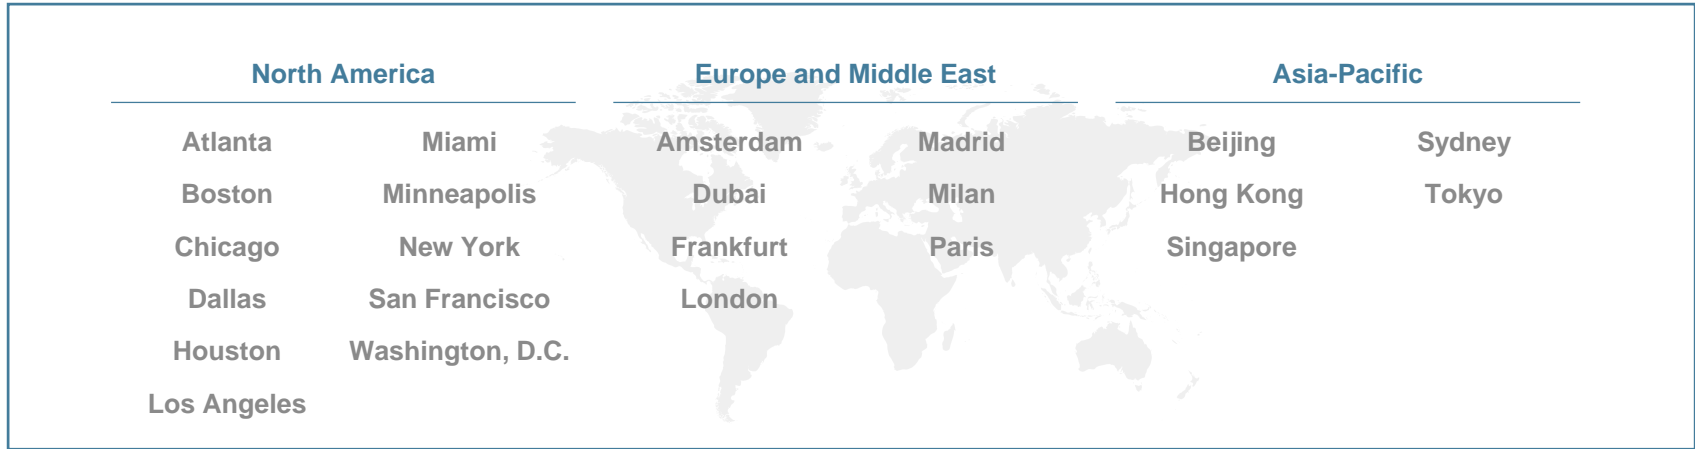 North America
Atlanta
Boston
Chicago
Dallas
Houston
Los Angeles
Miami
Minneapolis
New York
San Francisco
Washington, D.C.
Europe and Middle East
Amsterdam
Dubai
Frankfurt
London
Madrid
Milan
Paris
Asia-Pacific
Beijing
Hong Kong
Singapore
Sydney
Tokyo